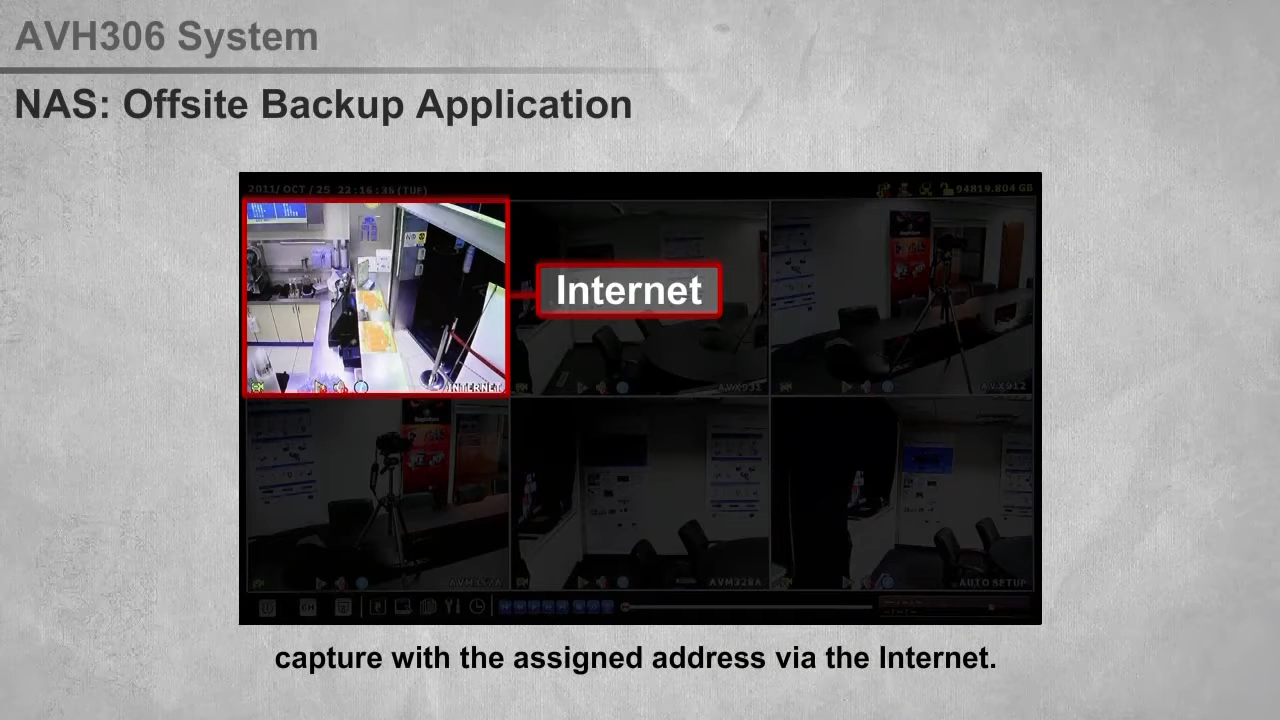 AVH306 System
NAS: Offsite Backup Application
2011/OCT/25 22:16:36(TUE)
94819.804 GB
Internet
INTERNET
AVX931
AVX912
AVM328A
AUTO SETUP
capture with the assigned address via the Internet.